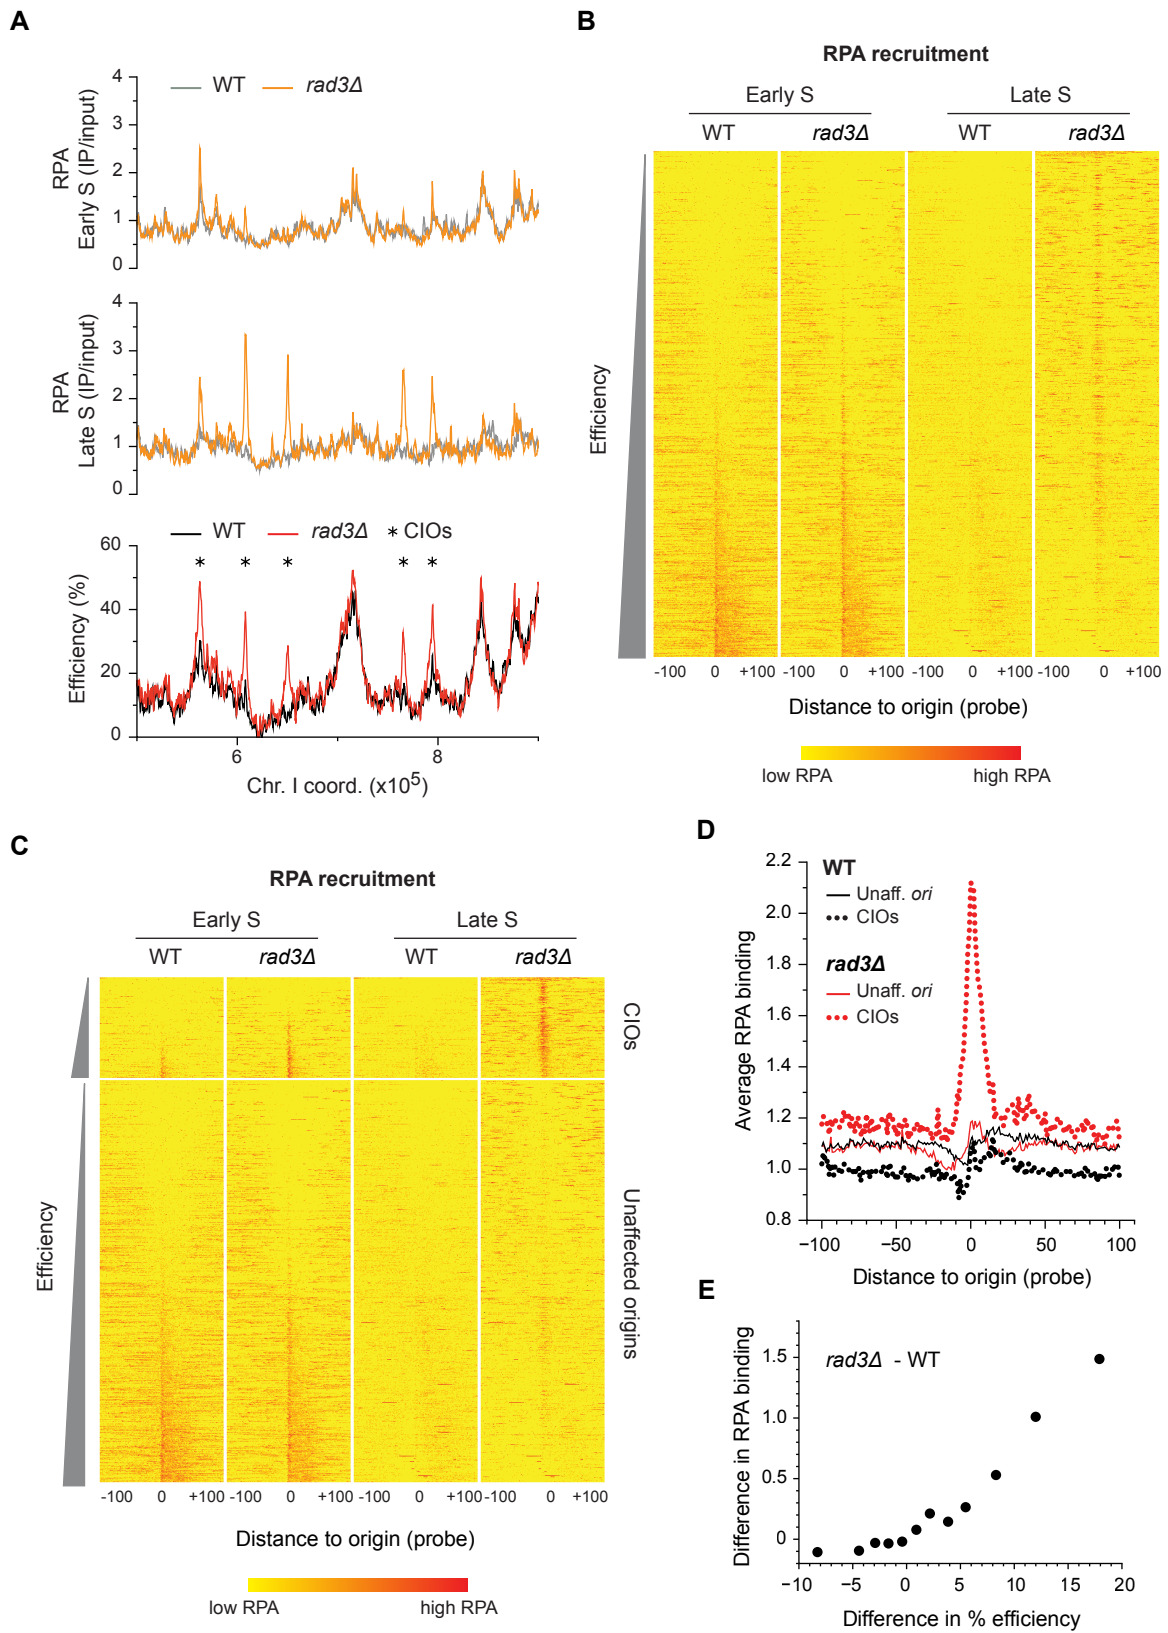 A
WT rad3Δ
RPA
Early S (IP/input)
4
3
2
1
0
RPA
Late S (IP/input)
4
3
2
1
0
WT rad3Δ * CIOs
* * * * *
Efficiency (%)
60
40
20
0
6 8
Chr. I coord. (x10⁵)
B
RPA recruitment
Early S Late S
WT rad3Δ WT rad3Δ
Efficiency
-100 0 +100 -100 0 +100 -100 0 +100 -100 0 +100
Distance to origin (probe)
low RPA high RPA
C
RPA recruitment
Early S Late S
WT rad3Δ WT rad3Δ
CIOs
Efficiency
Unaffected origins
-100 0 +100 -100 0 +100 -100 0 +100 -100 0 +100
Distance to origin (probe)
low RPA high RPA
D
Average RPA binding
2.2
2.0
1.8
1.6
1.4
1.2
1.0
0.8
WT
Unaff. ori
CIOs
rad3Δ
Unaff. ori
CIOs
−100 −50 0 50 100
Distance to origin (probe)
E
Difference in RPA binding
1.5
1.0
0.5
0
rad3Δ - WT
−10 −5 0 5 10 15 20
Difference in % efficiency